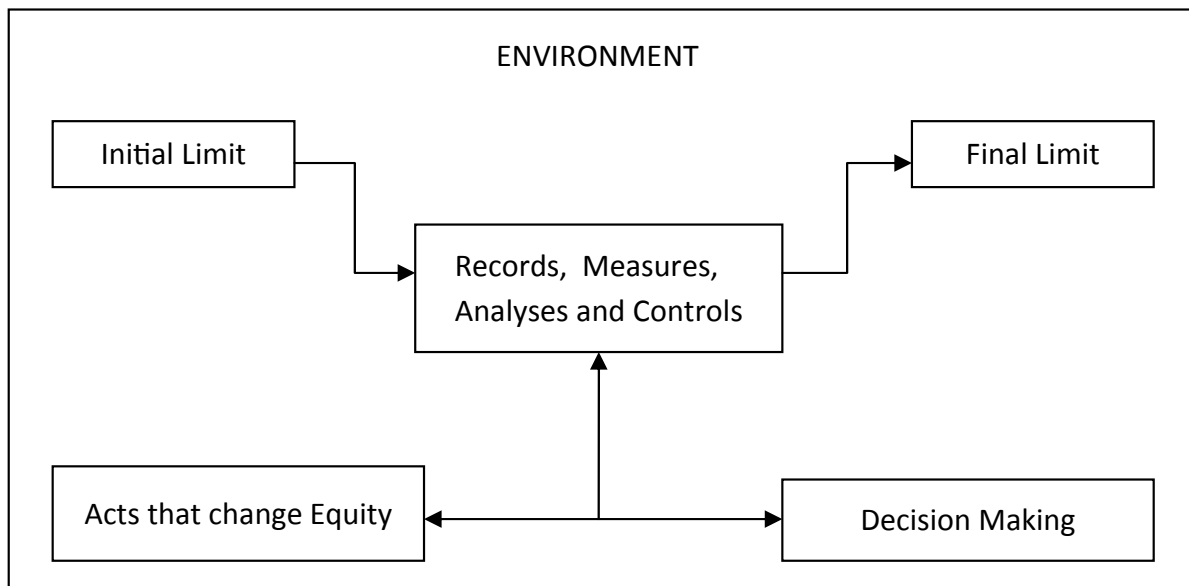 ENVIRONMENT
Initial Limit
Final Limit
Records, Measures,
Analyses and Controls
Acts that change Equity
Decision Making